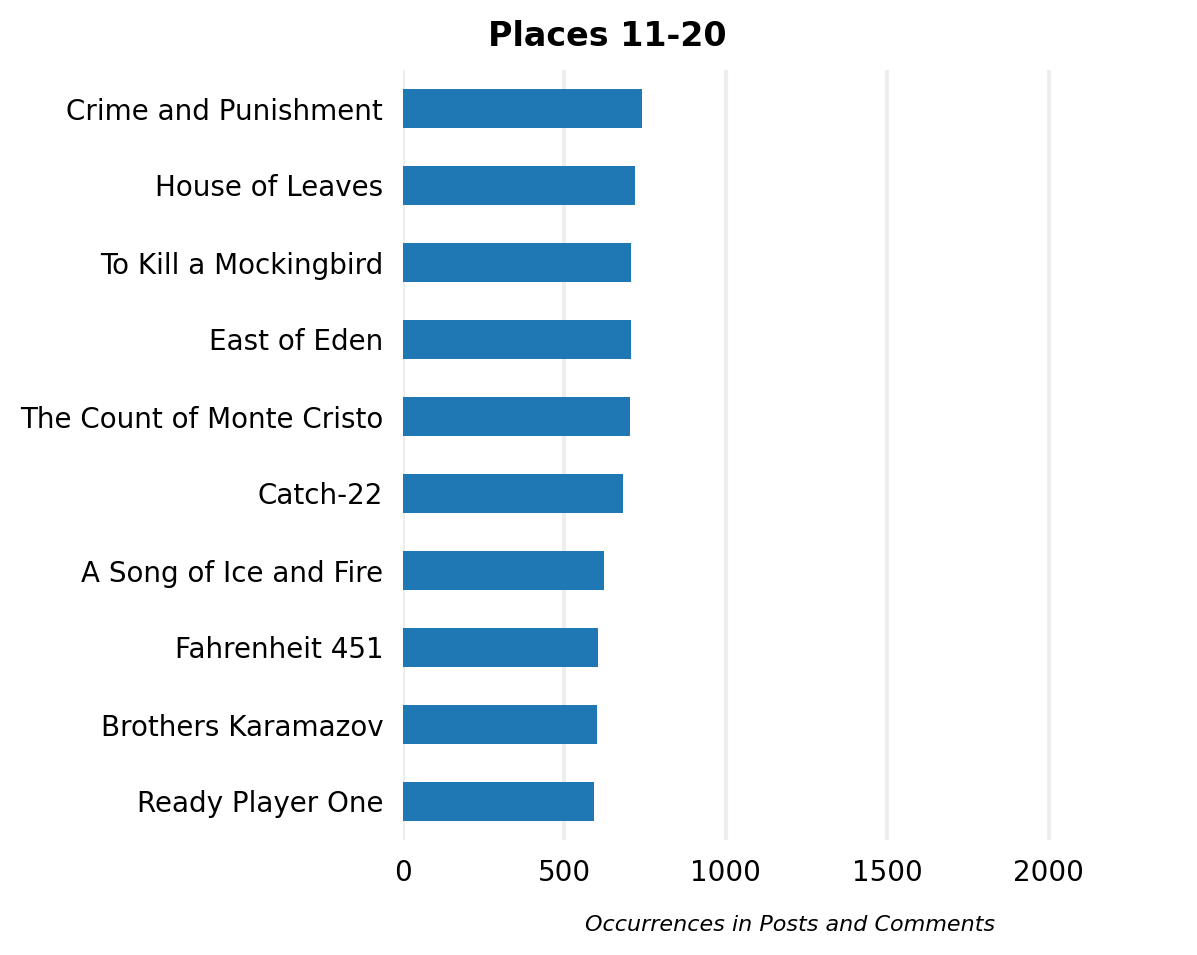 Places 11-20
Crime and Punishment
House of Leaves
To Kill a Mockingbird
East of Eden
The Count of Monte Cristo
Catch-22
A Song of Ice and Fire
Fahrenheit 451
Brothers Karamazov
Ready Player One
0 500 1000 1500 2000
Occurrences in Posts and Comments